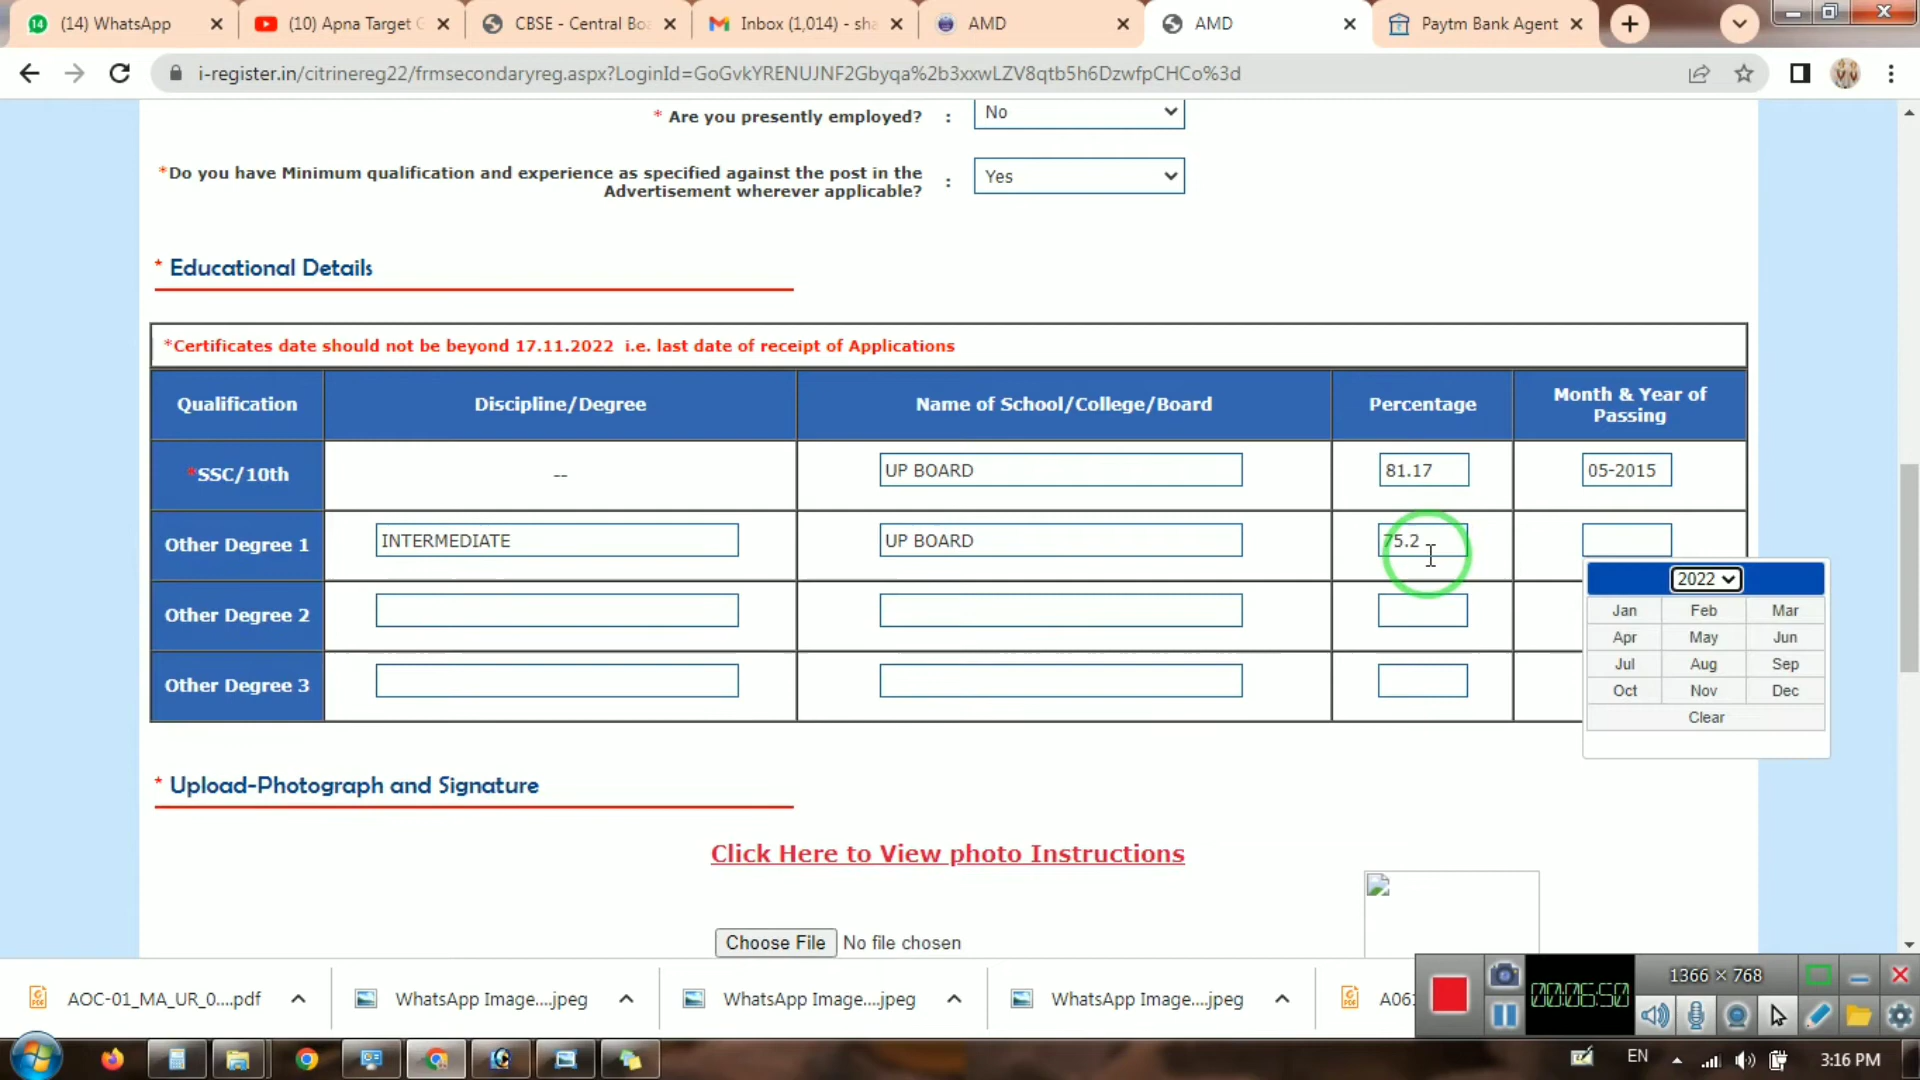 (14) WhatsApp
(10) Apna Target
CBSE - Central Bo
Inbox (1,014) - sha
AMD
AMD
Paytm Bank Agent
i-register.in/citrinereg22/frmsecondaryreg.aspx?LoginId=GoGvkYRENUJNF2Gbyqa%2b3xxwLZV8qtb5h6DzwfpCHCo%3d
* Are you presently employed? : No
*Do you have Minimum qualification and experience as specified against the post in the
Advertisement wherever applicable? : Yes
* Educational Details
*Certificates date should not be beyond 17.11.2022 i.e. last date of receipt of Applications
Qualification Discipline/Degree Name of School/College/Board Percentage Month & Year of
Passing
*SSC/10th -- UP BOARD 81.17 05-2015
Other Degree 1 INTERMEDIATE UP BOARD 75.2
2022
Jan Feb Mar
Apr May Jun
Jul Aug Sep
Oct Nov Dec
Clear
Other Degree 2
Other Degree 3
* Upload-Photograph and Signature
Click Here to View photo Instructions
Choose File No file chosen
AOC-01_MA_UR_0....pdf
WhatsApp Image....jpeg
WhatsApp Image....jpeg
WhatsApp Image....jpeg
A06
1366 × 768
00:06:50
EN
3:16 PM
14